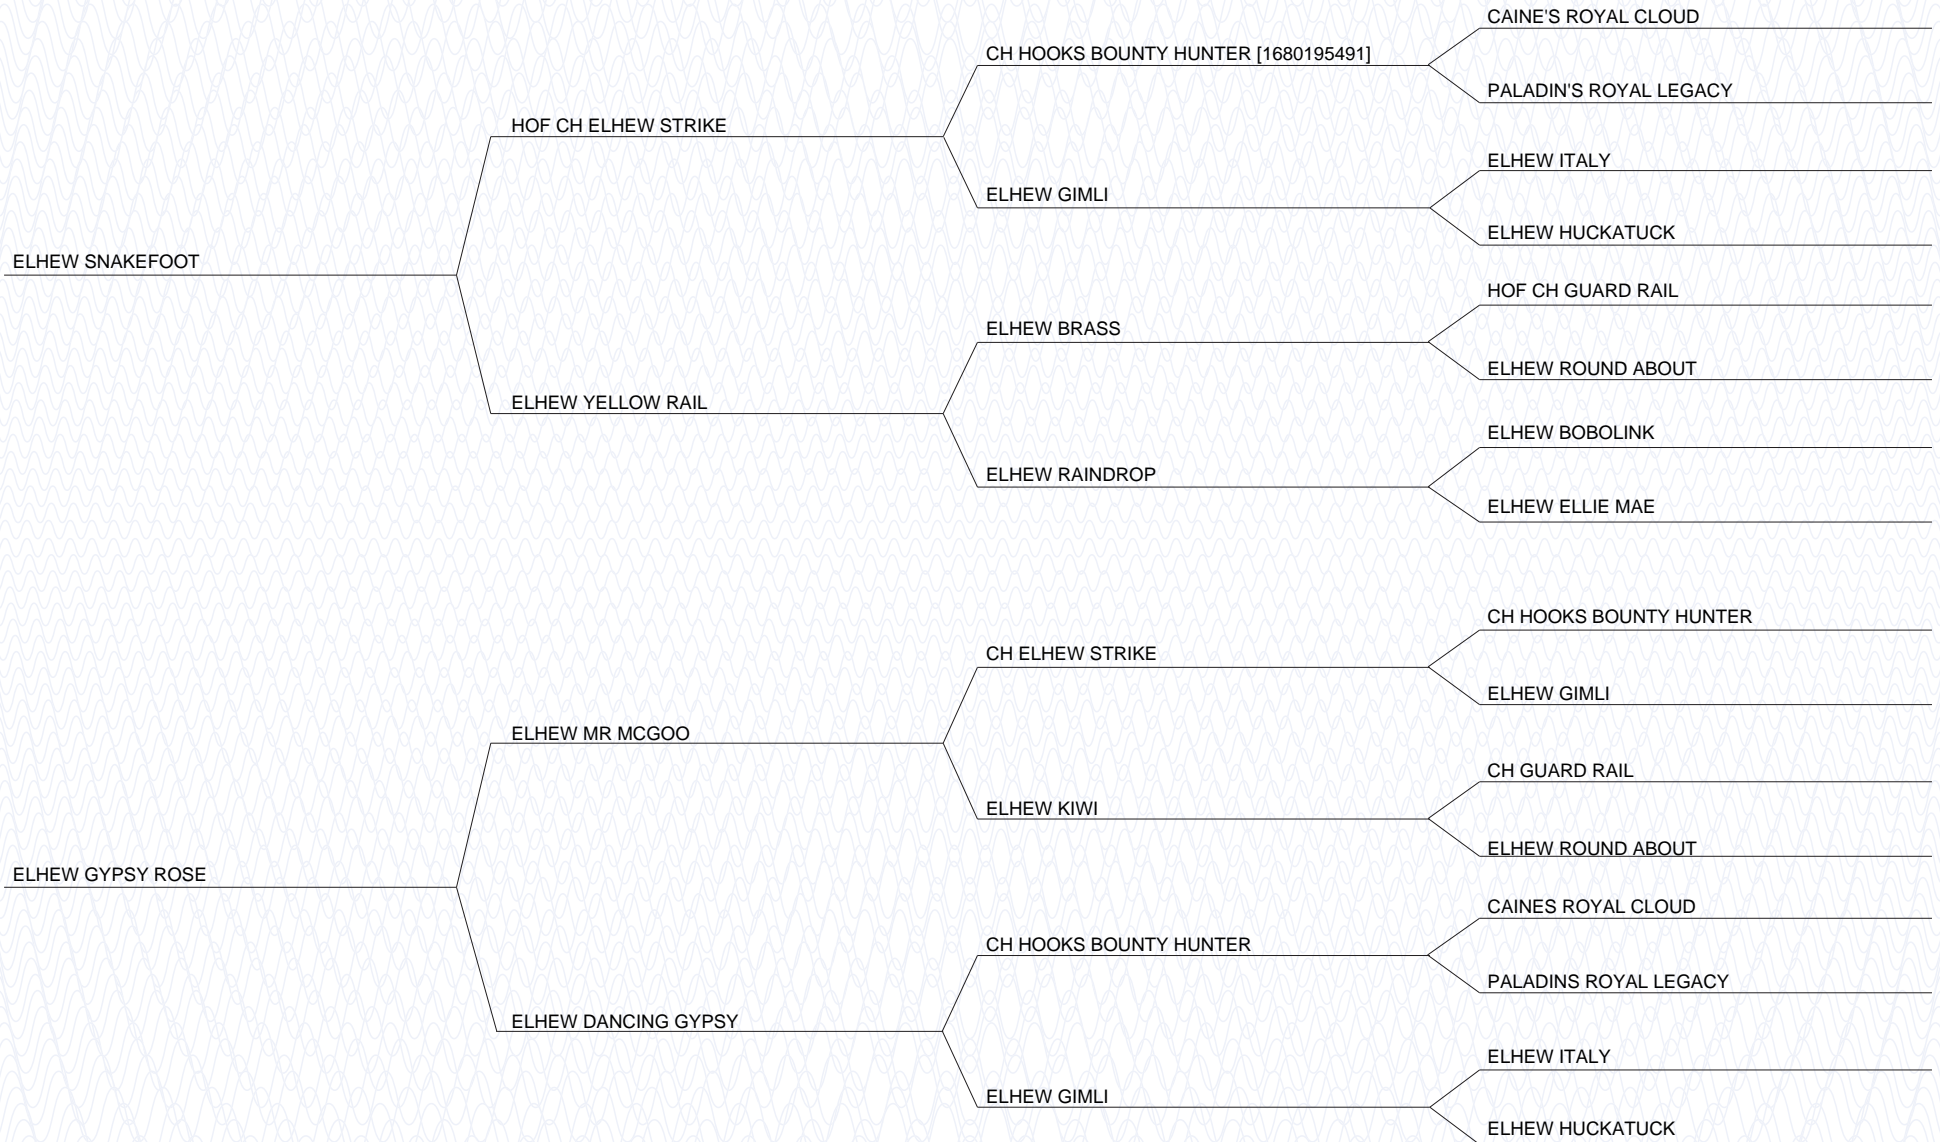 CAINE'S ROYAL CLOUD
CH HOOKS BOUNTY HUNTER [1680195491]
PALADIN'S ROYAL LEGACY
HOF CH ELHEW STRIKE
ELHEW ITALY
ELHEW GIMLI
ELHEW HUCKATUCK
ELHEW SNAKEFOOT
HOF CH GUARD RAIL
ELHEW BRASS
ELHEW ROUND ABOUT
ELHEW YELLOW RAIL
ELHEW BOBOLINK
ELHEW RAINDROP
ELHEW ELLIE MAE
CH HOOKS BOUNTY HUNTER
CH ELHEW STRIKE
ELHEW GIMLI
ELHEW MR MCGOO
CH GUARD RAIL
ELHEW KIWI
ELHEW ROUND ABOUT
ELHEW GYPSY ROSE
CAINES ROYAL CLOUD
CH HOOKS BOUNTY HUNTER
PALADINS ROYAL LEGACY
ELHEW DANCING GYPSY
ELHEW ITALY
ELHEW GIMLI
ELHEW HUCKATUCK